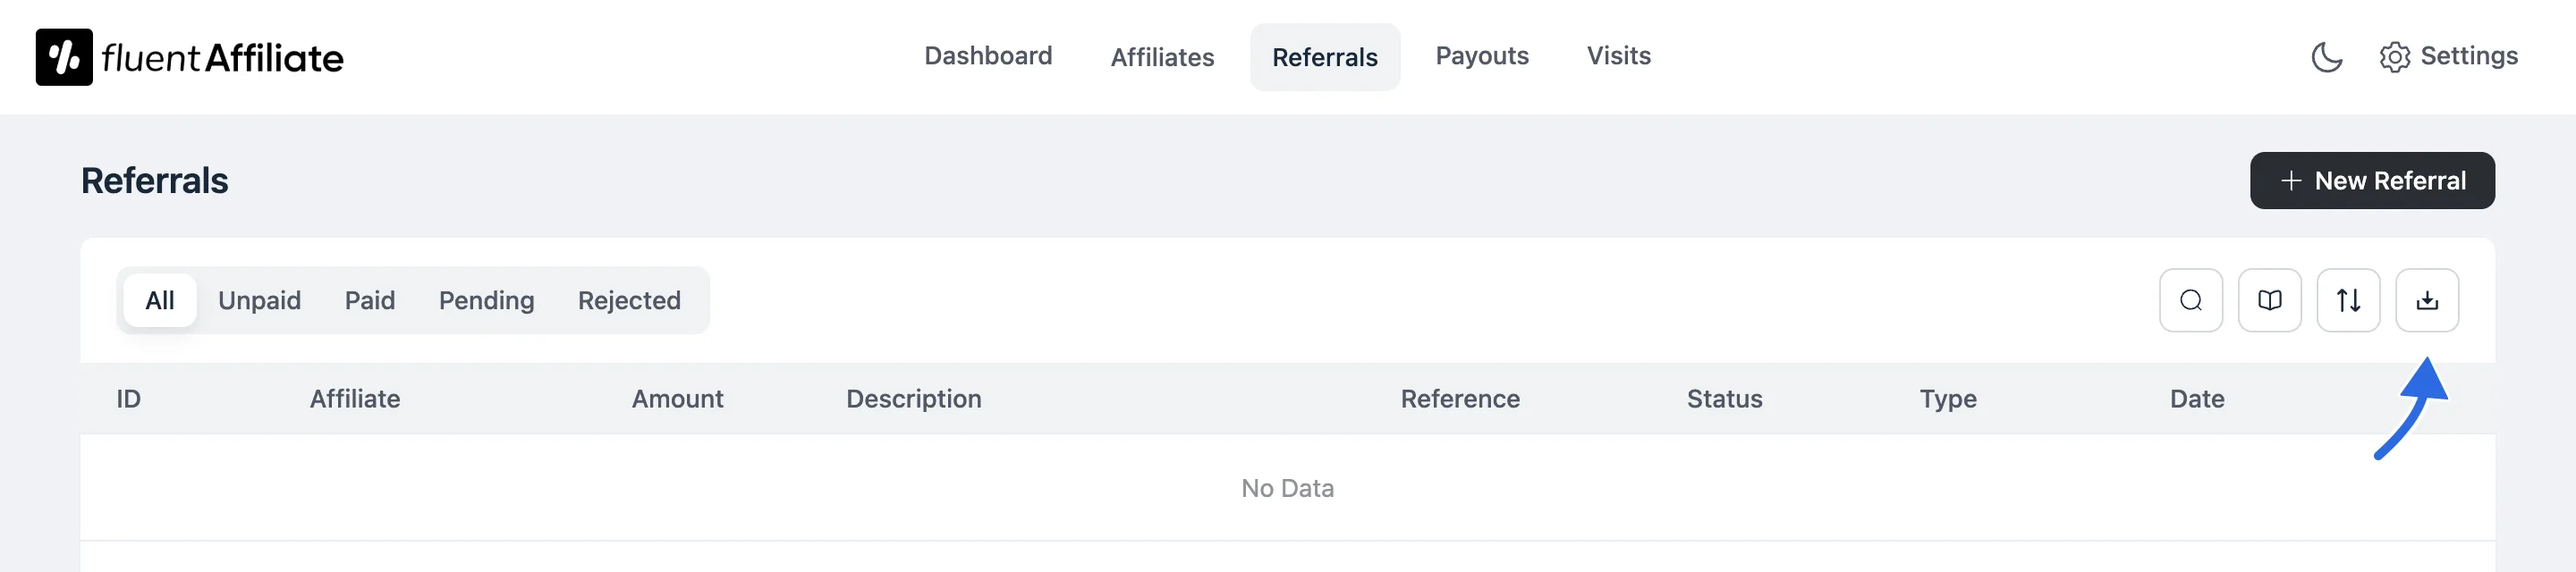 fluentAffiliate Dashboard Affiliates Referrals Payouts Visits Settings
Referrals + New Referral
All Unpaid Paid Pending Rejected
ID Affiliate Amount Description Reference Status Type Date
No Data